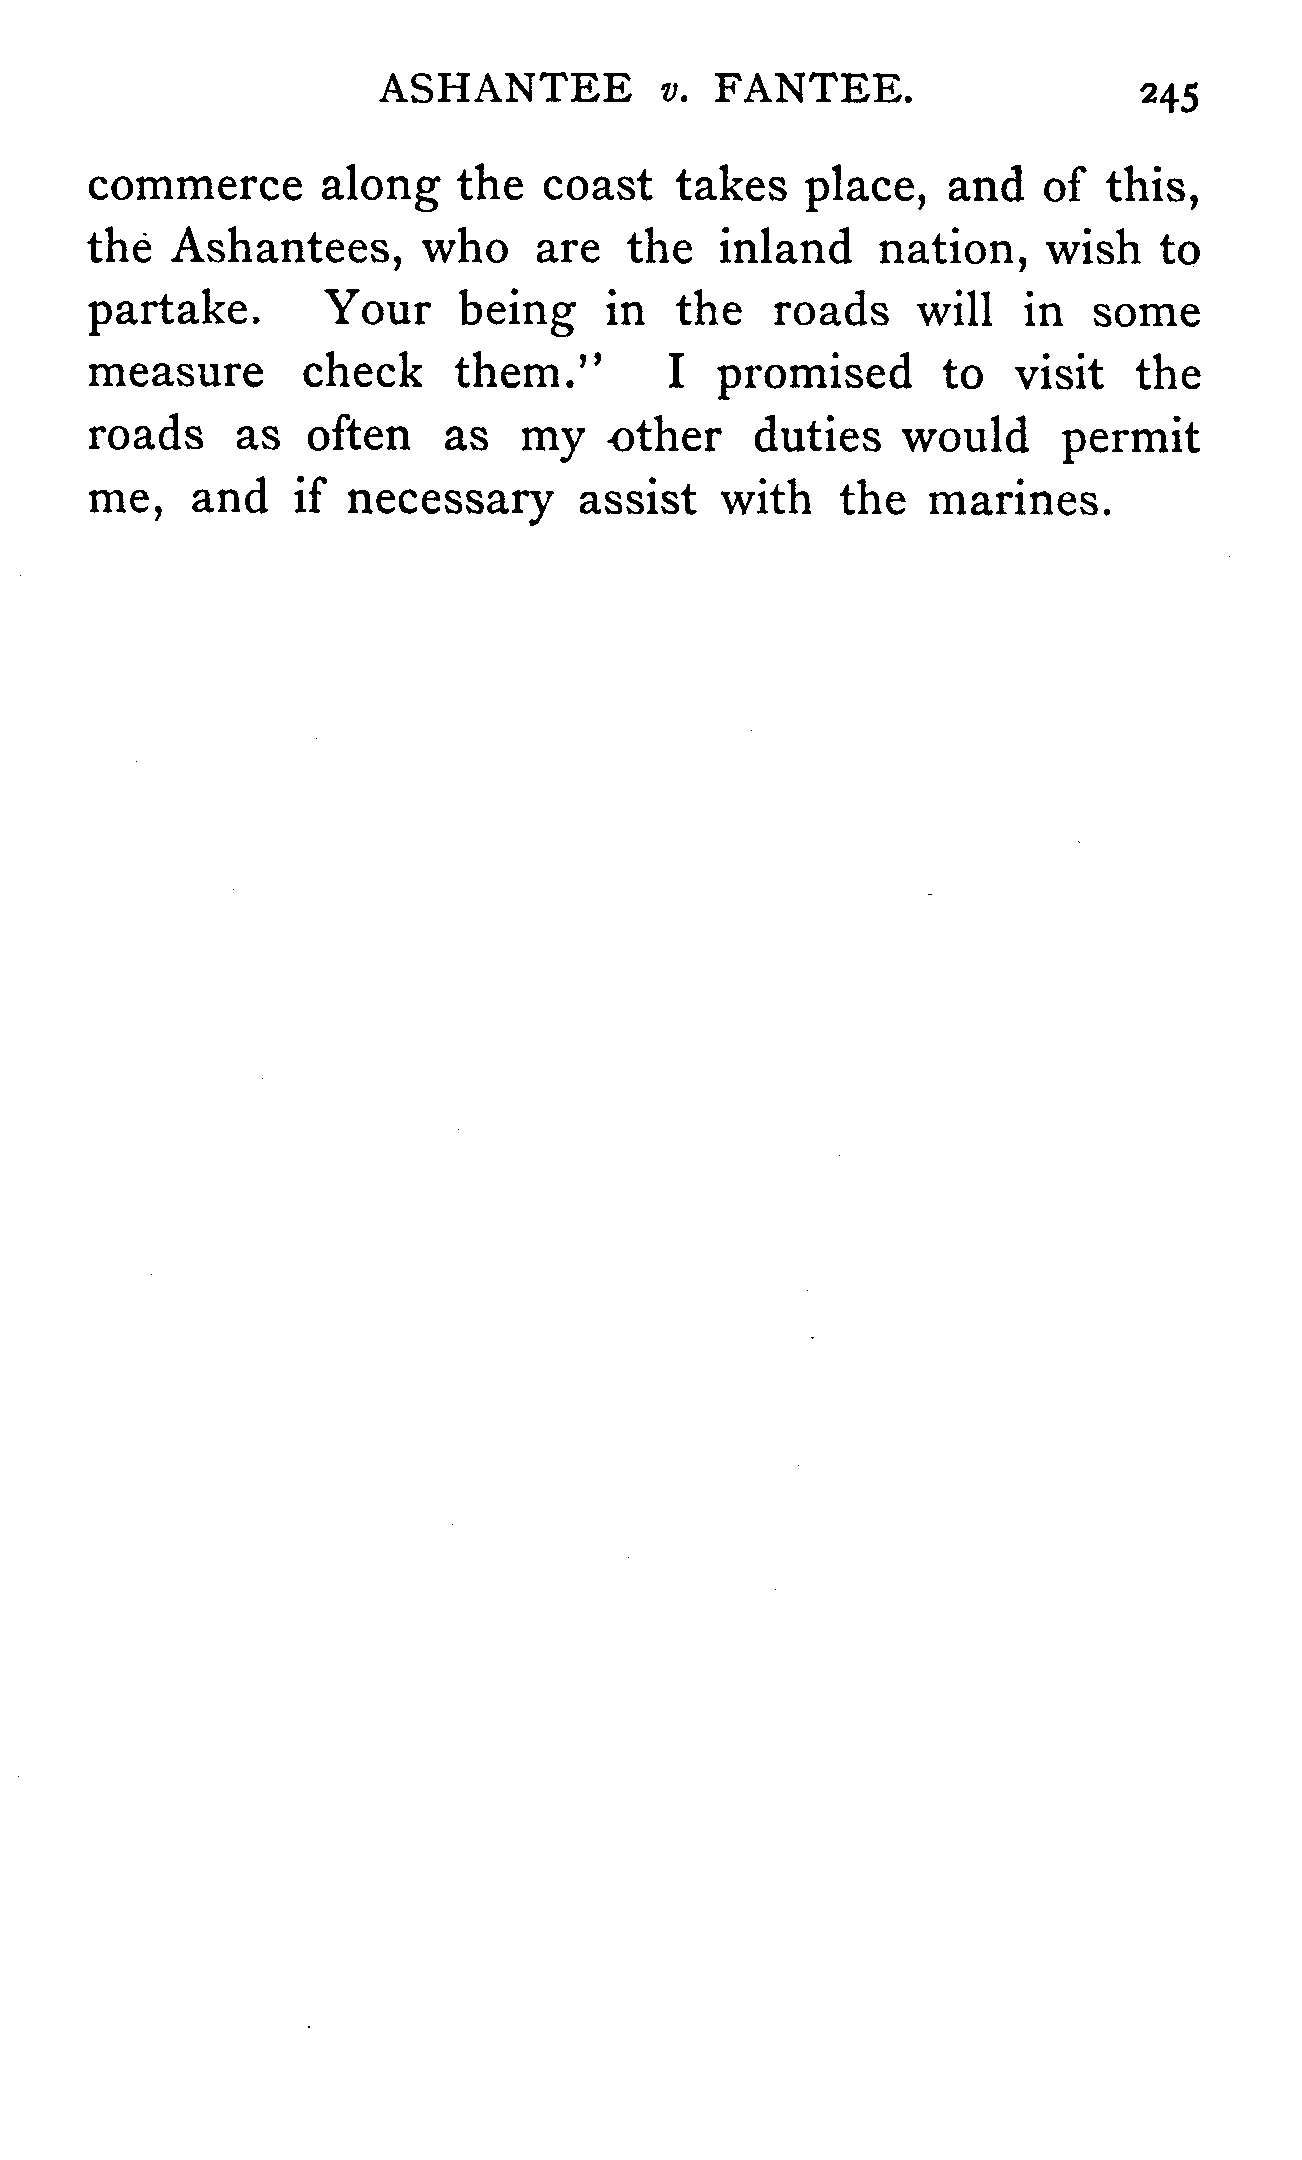 ASHANTEE v. FANTEE. 245
commerce along the coast takes place, and of this,
the Ashantees, who are the inland nation, wish to
partake. Your being in the roads will in some
measure check them." I promised to visit the
roads as often as my other duties would permit
me, and if necessary assist with the marines.